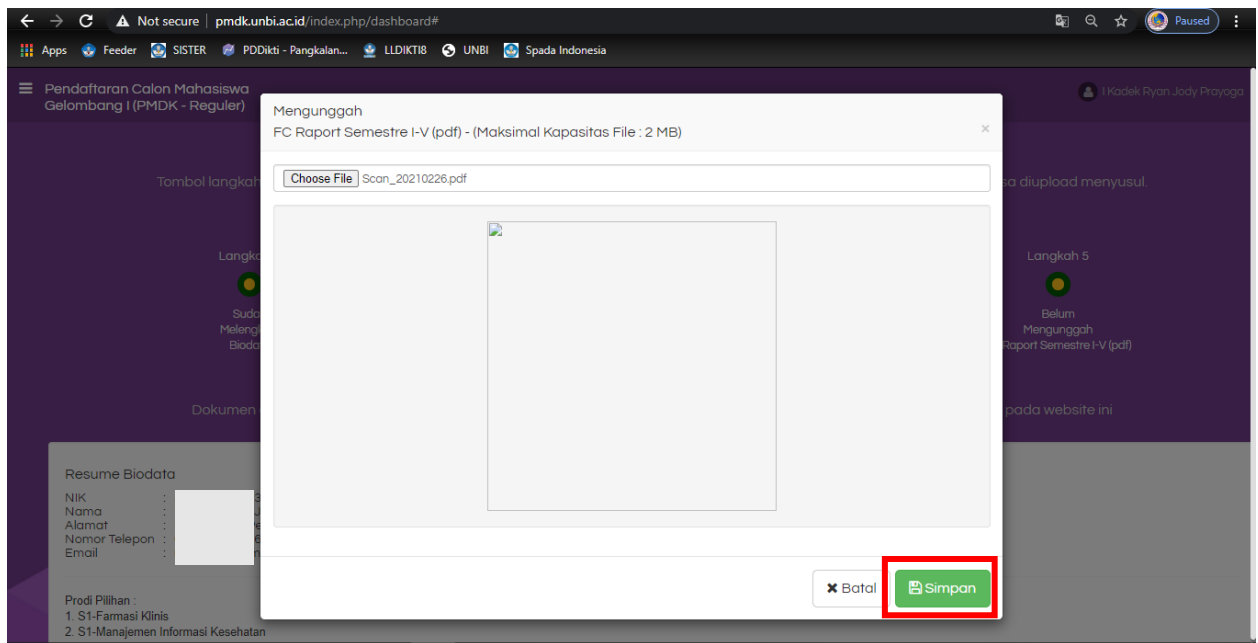 Not secure | pmdk.unbi.ac.id/index.php/dashboard#
Paused
Apps Feeder SISTER PDDikti - Pangkalan... LLDIKTI8 UNBI Spada Indonesia
Pendaftaran Calon Mahasiswa
Gelombang I (PMDK - Reguler)
I Kadek Ryan Jody Prayoga
Mengunggah
FC Raport Semestre I-V (pdf) - (Maksimal Kapasitas File : 2 MB)
×
Choose File Scan_20210226.pdf
Tombol langkah
diupload menyusul.
Langkah 5
Belum
Mengunggah
Raport Semestre I-V (pdf)
Dokumen
pada website ini
Batal
Simpan
Resume Biodata
NIK :
Nama :
Alamat :
Nomor Telepon :
Email :
Prodi Pilihan :
1. S1-Farmasi Klinis
2. S1-Manajemen Informasi Kesehatan